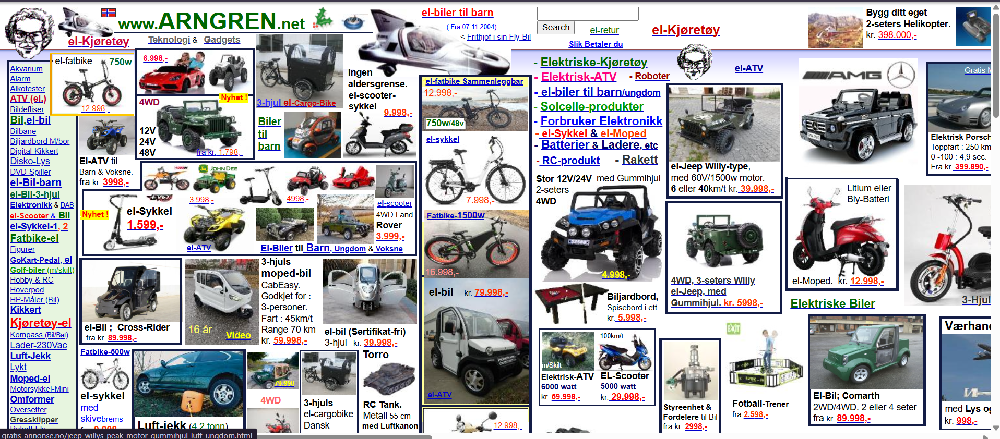 www.ARNGREN.net
el-Kjøretøy
Teknologi & Gadgets
el-biler til barn
( Fra 07.11.2004)
< Frithjof i sin Fly-Bil
Search
el-retur
Slik Betaler du
el-Kjøretøy
Bygg ditt eget
2-seters Helikopter.
kr. 398.000,-
Akvarium
Alarm
Alkotester
ATV (el.)
Bildefliser
Bil,el-bil
Bilbane
Biljardbord M/bor
Digital-Kikkert
Disko-Lys
DVD-Spiller
el-Bil-barn
el-Bil-3-hjul
Elektronikk & DAB
el-Scooter & Bil
el-Sykkel-1, 2
Fatbike-el
Figurer
GoKart-Pedal, el
Golf-biler (m/skilt)
Hobby & RC
Hoverpod
HP-Måler (Bil)
Kikkert
Kjøretøy-el
Kompass (Bil/Båt)
Lader-230Vac
Luft-Jekk
Lykt
Moped-el
Motorsykkel-Mini
Omformer
Oversetter
Gressklipper
el-fatbike 750w
12.998,-
6.998,-
Nyhet !
4WD
12V
24V
48V
fra kr. 1.798,-
3-hjul el-Cargo-Bike
Biler
til
barn
Ingen
aldersgrense.
el-scooter-
sykkel
9.998,-
El-ATV til
Barn & Voksne.
fra kr. 3998,-
JOHN DEE
EVO
3.998,-
4998,-
el-scooter
Nyhet !
el-Sykkel
1.599,-
el-ATV
4WD Land
Rover
3.999,-
El-Biler til Barn, Ungdom & Voksne
el-fatbike Sammenleggbar
12.998,-
750w/48v
el-sykkel
7.998,-
Fatbike-1500w
16.998,-
el-bil kr. 79.998,-
el-ATV
12.998,-
- Elektriske-Kjøretøy
- Elektrisk-ATV - Roboter
- el-biler til barn/ungdom
- Solcelle-produkter
- Forbruker Elektronikk
- el-Sykkel & el-Moped
- Batterier & Ladere, etc
- RC-produkt - Rakett
el-ATV
AMG
Gratis M
Elektrisk Porsch
Toppfart : 250 km
0 -100 : 4,9 sec.
Fra kr. 399.890,-
el-Jeep Willy-type,
med 60V/1500w motor.
6 eller 40km/t kr. 39.998,-
Stor 12V/24V med Gummihjul
2-seters
4WD
4.998,-
4WD, 3-seters Willy
el-Jeep, med
Gummihjul. kr. 5998,-
Litium eller
Bly-Batteri
el-Moped. kr. 12.998,-
3-Hjul
el-Bil ; Cross-Rider
fra kr. 89.998,-
16 år
Video
3-hjuls
moped-bil
CabEasy.
Godkjet for :
3-personer.
Fart : 45km/t
Range 70 km
kr. 59.998,-
el-bil (Sertifikat-fri)
3-hjul kr. 39.998,-
Biljardbord,
Spisebord i ett
kr. 5.998,-
Elektriske Biler
Fatbike-500w
el-sykkel
med
skivebrems
Luft-jekk (4,2 tonn)
79.998
4WD
3-hjuls
el-cargobike
Dansk
Torro
RC Tank.
Metall 55 cm
med Luftkanon
m/Skilt
Elektrisk-ATV
6000 watt
kr. 59.998,-
100km/t
EL-Scooter
5000 watt
kr. 29.998,-
Styreenhet &
Fordelere til Bil
fra kr. 2998,-
EXIT
Fotball-Trener
fra 2.598,-
El-Bil; Comarth
2WD/4WD. 2 eller 4 seter
fra kr. 89.998,-
Værhane
med Lys og
kr. 998,-
gratis-annonse.no/jeep-willys-peak-motor-gummihjul-luft-ungdom.html